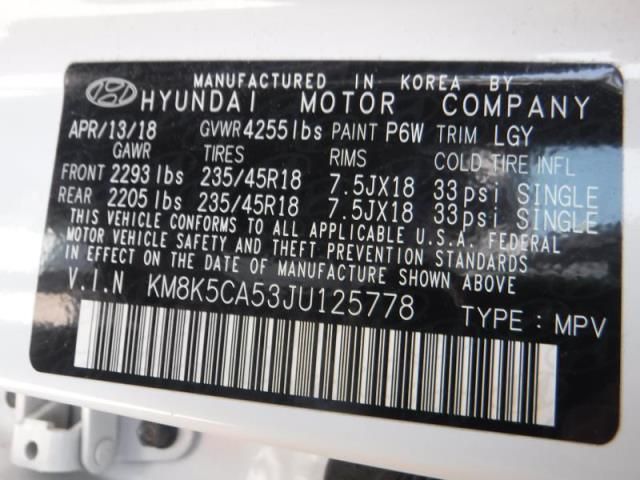 MANUFACTURED IN KOREA BY
HYUNDAI MOTOR COMPANY
APR/13/18 GVWR 4255lbs PAINT P6W TRIM LGY
GAWR TIRES RIMS COLD TIRE INFL
FRONT 2293lbs 235/45R18 7.5JX18 33psi SINGLE
REAR 2205lbs 235/45R18 7.5JX18 33psi SINGLE
THIS VEHICLE CONFORMS TO ALL APPLICABLE U.S.A. FEDERAL
MOTOR VEHICLE SAFETY AND THEFT PREVENTION STANDARDS
IN EFFECT ON THE DATE OF MANUFACTURE SHOWN ABOVE
V.I.N KM8K5CA53JU125778 TYPE : MPV